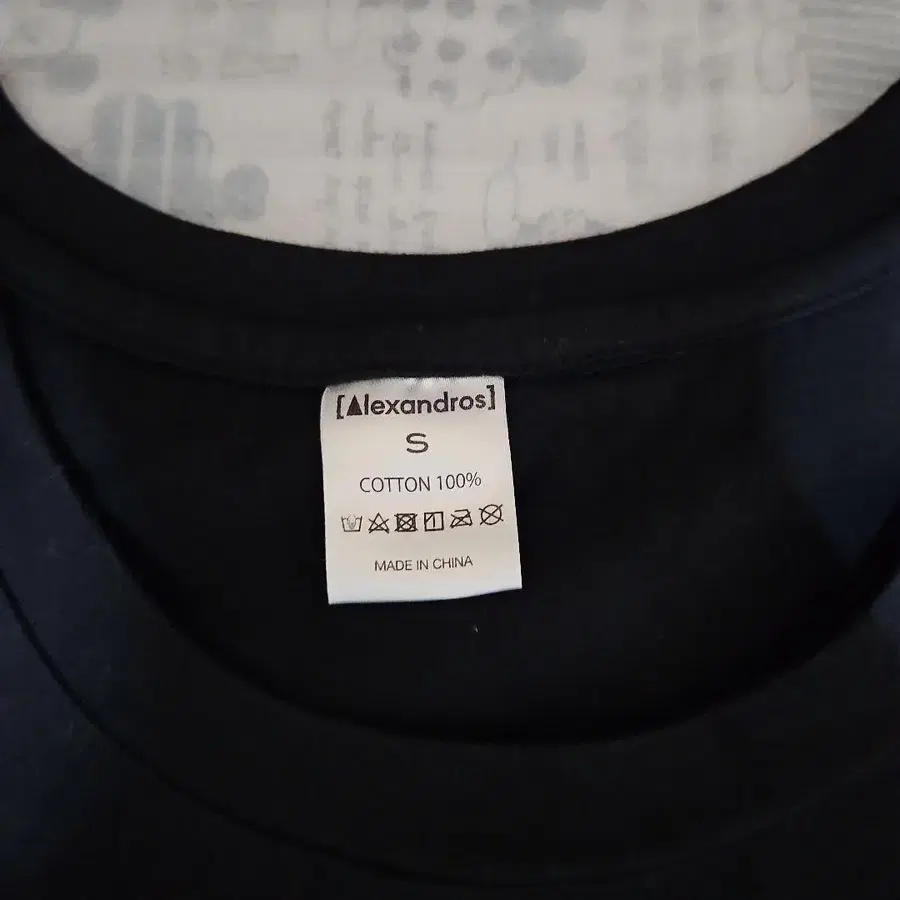 [Alexandros]
S
COTTON 100%
MADE IN CHINA